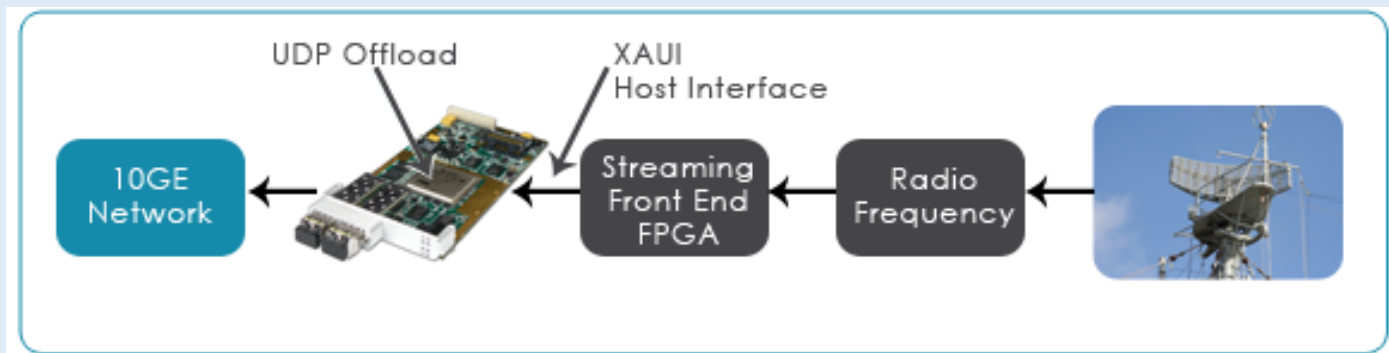 UDP Offload
XAUI
Host Interface
10GE
Network
Streaming
Front End
FPGA
Radio
Frequency